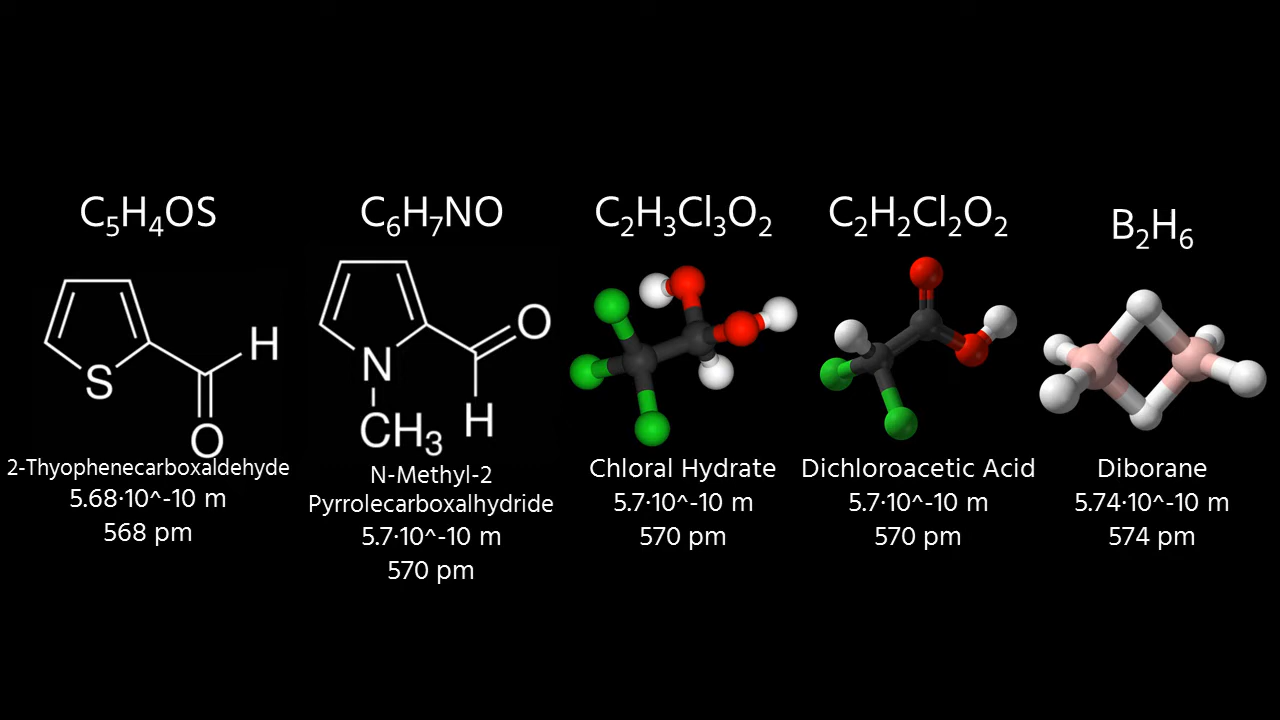 C₅H₄OS
S
H
O
2-Thyophenecarboxaldehyde
5.68·10^-10 m
568 pm
C₆H₇NO
O
N
H
CH₃
N-Methyl-2
Pyrrolecarboxalhydride
5.7·10^-10 m
570 pm
C₂H₃Cl₃O₂
Chloral Hydrate
5.7·10^-10 m
570 pm
C₂H₂Cl₂O₂
Dichloroacetic Acid
5.7·10^-10 m
570 pm
B₂H₆
Diborane
5.74·10^-10 m
574 pm